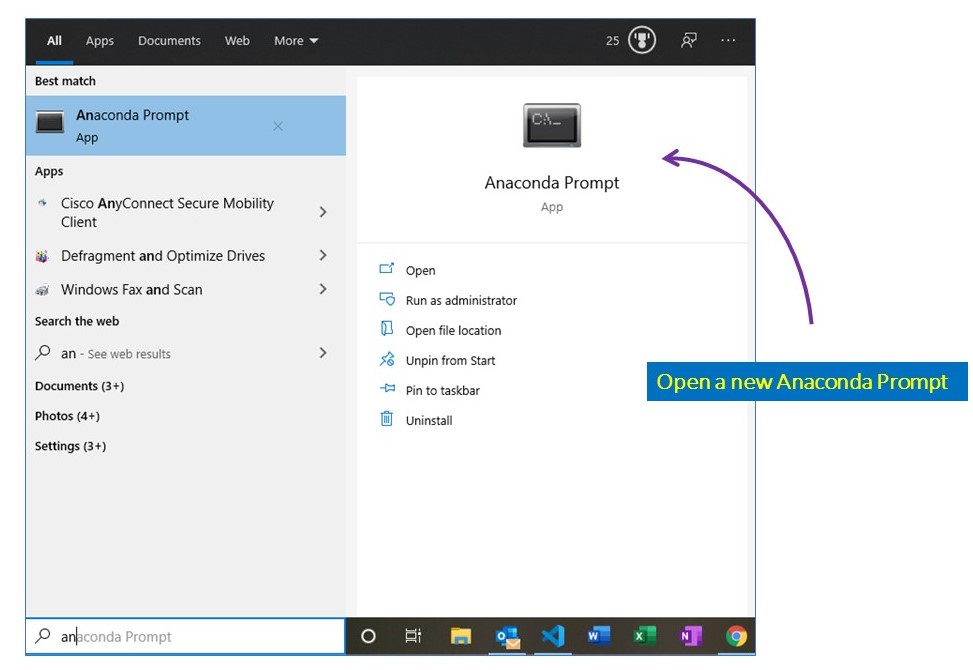 All Apps Documents Web More 25 ...
Best match
Anaconda Prompt
App
Apps
Cisco AnyConnect Secure Mobility
Client
Defragment and Optimize Drives
Windows Fax and Scan
Search the web
an - See web results
Documents (3+)
Photos (4+)
Settings (3+)
anaconda Prompt
C:\_
Anaconda Prompt
App
Open
Run as administrator
Open file location
Unpin from Start
Pin to taskbar
Uninstall
Open a new Anaconda Prompt